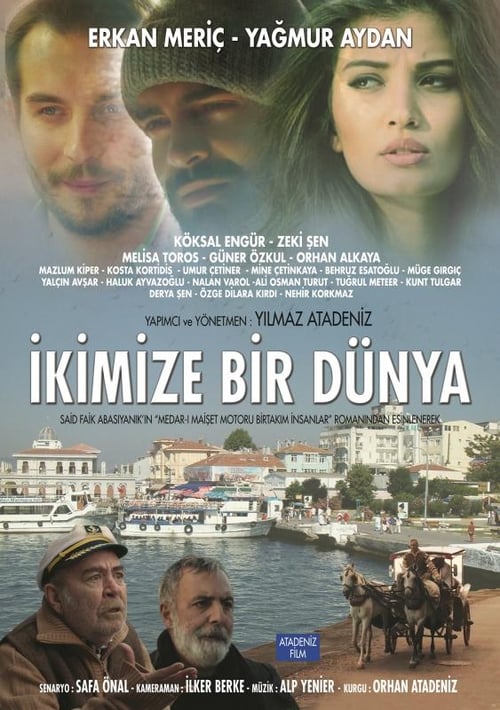 ERKAN MERİÇ - YAĞMUR AYDAN
KÖKSAL ENGÜR - ZEKİ ŞEN
MELİSA TOROS - GÜNER ÖZKUL - ORHAN ALKAYA
MAZLUM KİPER - KOSTA KORTİDİS - UMUR ÇETİNER - MİNE ÇETİNKAYA - BEHRUZ ESATOĞLU - MÜGE GIRGIÇ
YALÇIN AVŞAR - HALUK AYVAZOĞLU - NALAN VAROL -ALİ OSMAN TURUT - TUĞRUL METEER - KUNT TULGAR
DERYA ŞEN - ÖZGE DİLARA KIRDI - NEHİR KORKMAZ
YAPIMCI ve YÖNETMEN : YILMAZ ATADENİZ
İKİMİZE BİR DÜNYA
SAİD FAİK ABASIYANIK'IN "MEDAR-I MAİŞET MOTORU BİRTAKIM İNSANLAR" ROMANINDAN ESİNLENEREK
ATADENİZ
FİLM
SENARYO : SAFA ÖNAL - KAMERAMAN : İLKER BERKE - MÜZİK : ALP YENİER - KURGU : ORHAN ATADENİZ